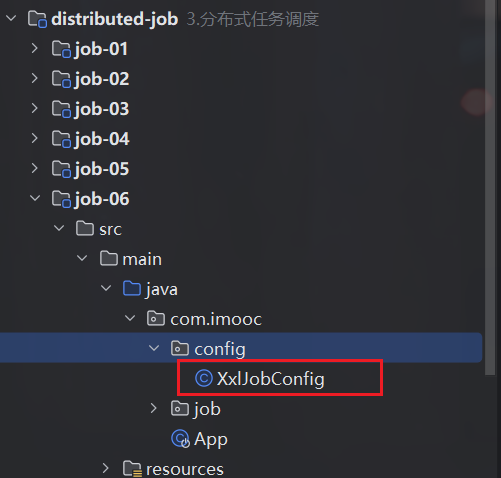 distributed-job 3.分布式任务调度
job-01
job-02
job-03
job-04
job-05
job-06
src
main
java
com.imooc
config
XxlJobConfig
job
App
resources